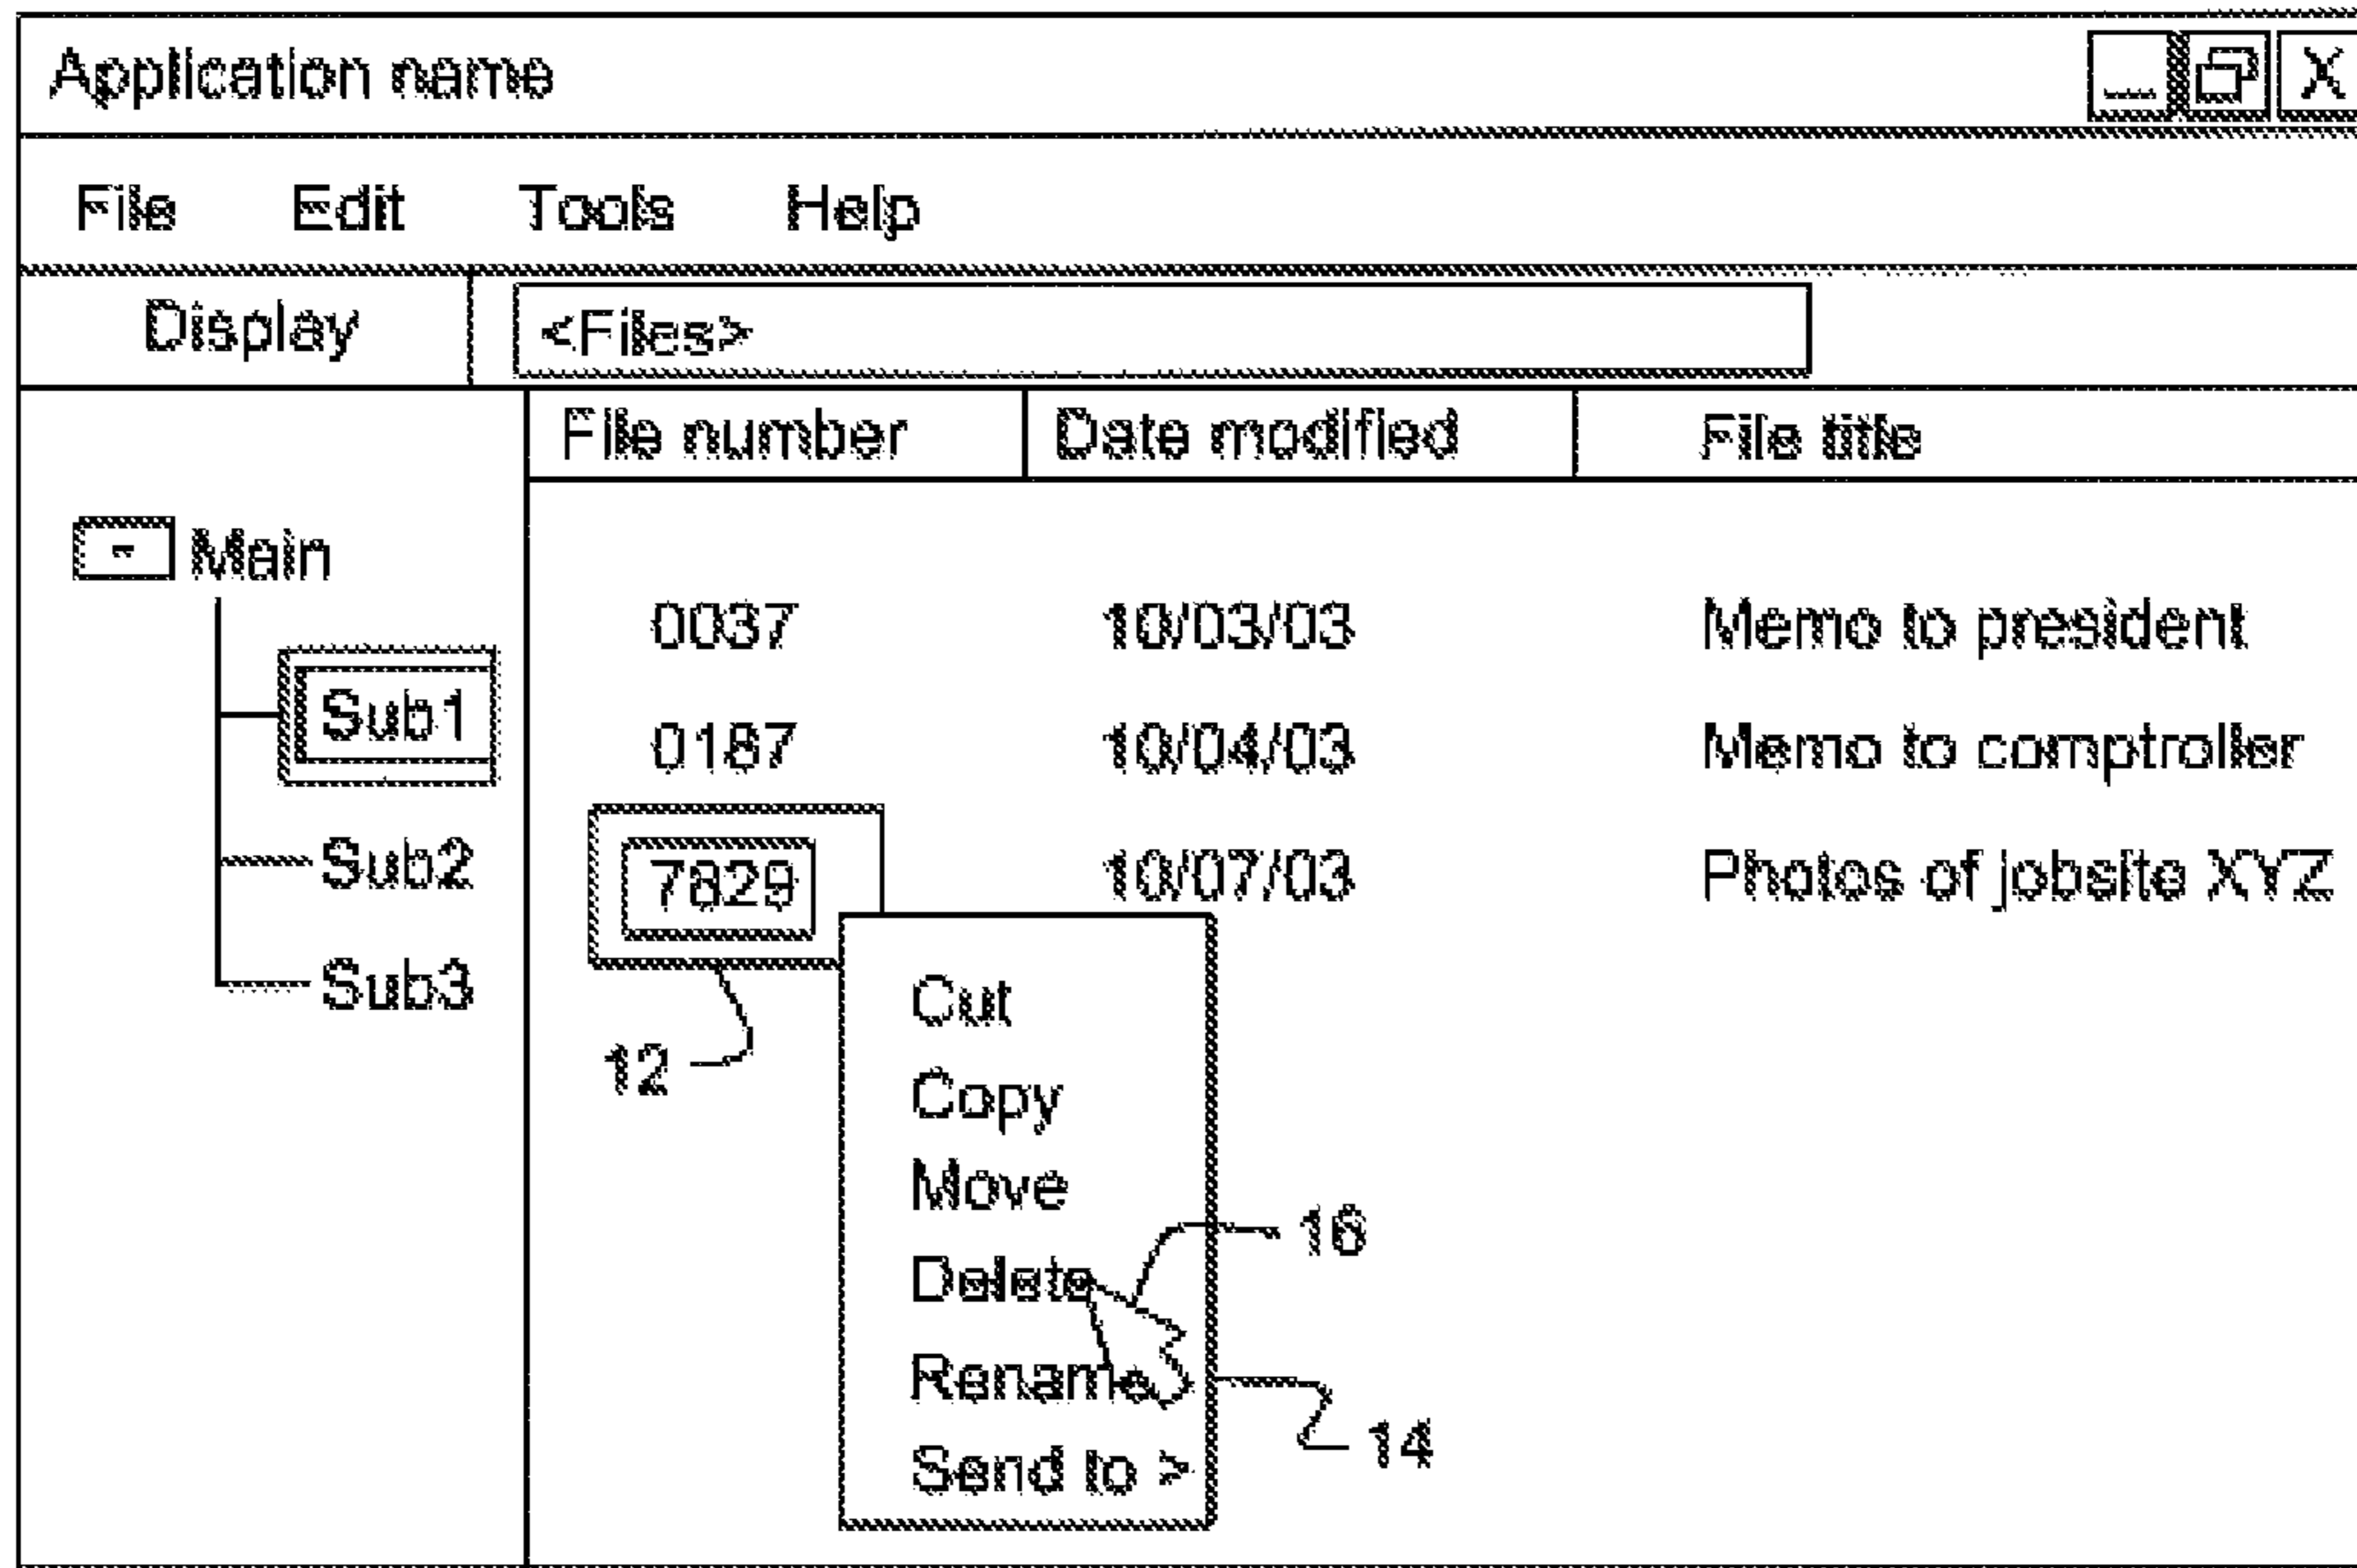 Application name
File Edit Tools Help
Display <Files>
File number Date modified File title
- Main
0037 10/03/03 Memo to president
Sub1
0187 10/04/03 Memo to comptroller
Sub2
7829 10/07/03 Photos of jobsite XYZ
Sub3
Cut
12
Copy
Move
16
Delete
Rename
14
Send to >